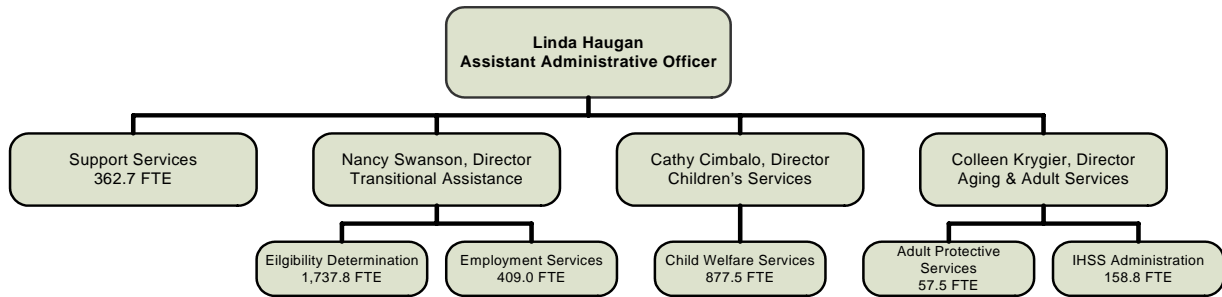 Linda Haugan
Assistant Administrative Officer
Support Services
362.7 FTE
Nancy Swanson, Director
Transitional Assistance
Cathy Cimbalo, Director
Children's Services
Colleen Krygier, Director
Aging & Adult Services
Eilgibility Determination
1,737.8 FTE
Employment Services
409.0 FTE
Child Welfare Services
877.5 FTE
Adult Protective
Services
57.5 FTE
IHSS Administration
158.8 FTE